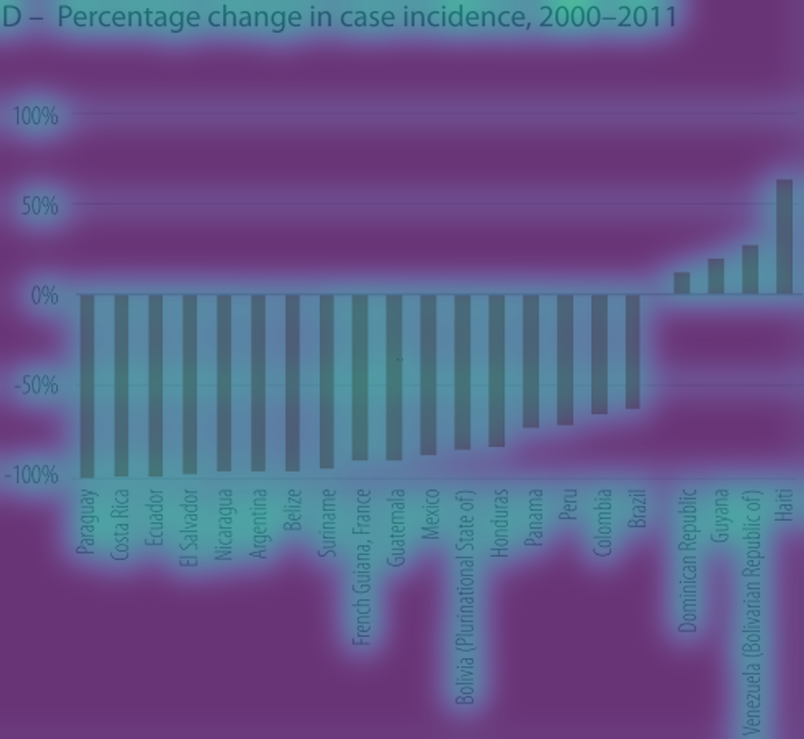 D – Percentage change in case incidence, 2000–2011
100%
50%
0%
-50%
-100%
Paraguay
Costa Rica
Ecuador
El Salvador
Nicaragua
Argentina
Belize
Suriname
French Guiana, France
Guatemala
Mexico
Bolivia (Plurinational State of)
Honduras
Panama
Peru
Colombia
Brazil
Dominican Republic
Guyana
Venezuela (Bolivarian Republic of)
Haiti